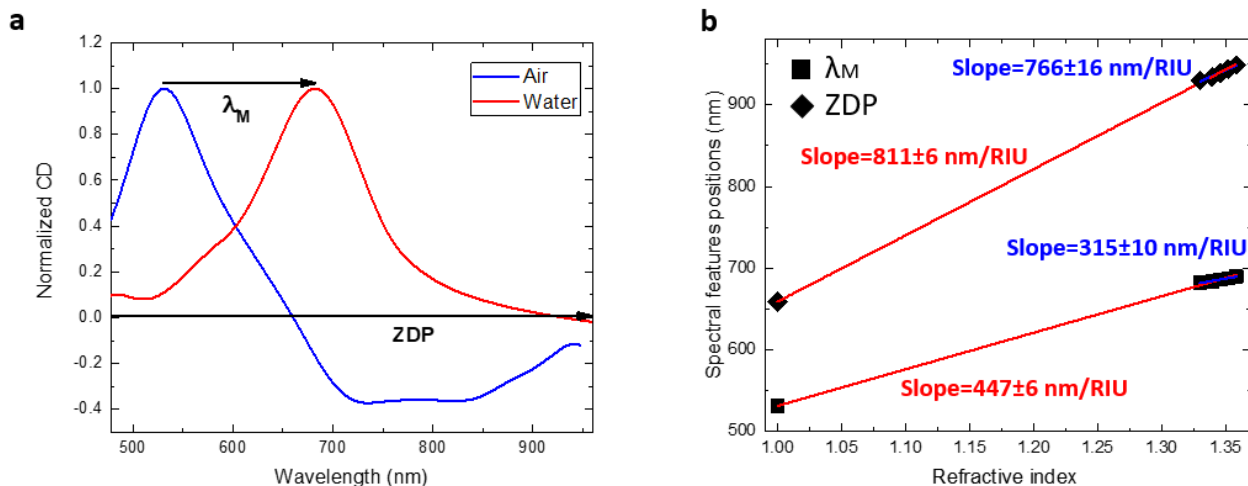 a
1.2
1.0
0.8
0.6
0.4
0.2
0.0
-0.2
-0.4
500
600
700
800
900
Normalized CD
Wavelength (nm)
Air
Water
λM
ZDP
b
λM
ZDP
Slope=766±16 nm/RIU
Slope=811±6 nm/RIU
Slope=315±10 nm/RIU
Slope=447±6 nm/RIU
900
800
700
600
500
1.00
1.05
1.10
1.15
1.20
1.25
1.30
1.35
Spectral features positions (nm)
Refractive index